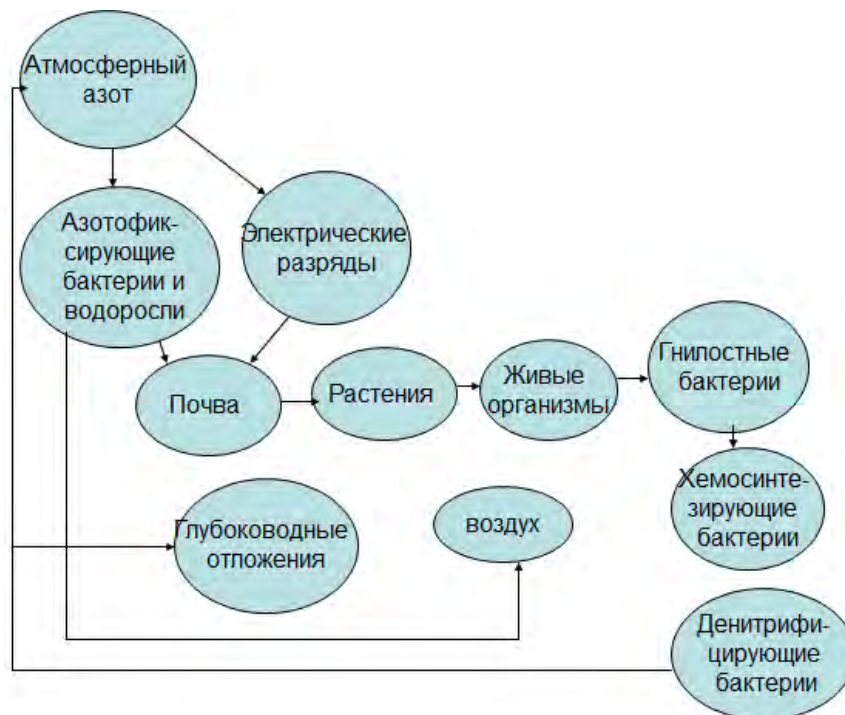 Атмосферный
азот
Азотофик-
сирующие
бактерии и
водоросли
Электрические
разряды
Почва
Растения
Живые
организмы
Гнилостные
бактерии
Хемосинте-
зирующие
бактерии
Глубоководные
отложения
воздух
Денитрифи-
цирующие
бактерии